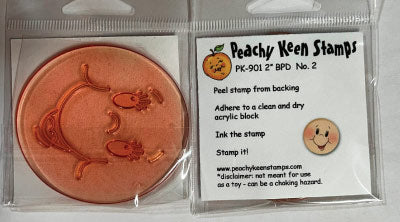 Peachy Keen Stamps
PK-901 2" BPD No. 2
Peel stamp from backing
Adhere to a clean and dry
acrylic block
Ink the stamp
Stamp it!
www.peachykeenstamps.com
*disclaimer: not meant for use
as a toy - can be a choking hazard.